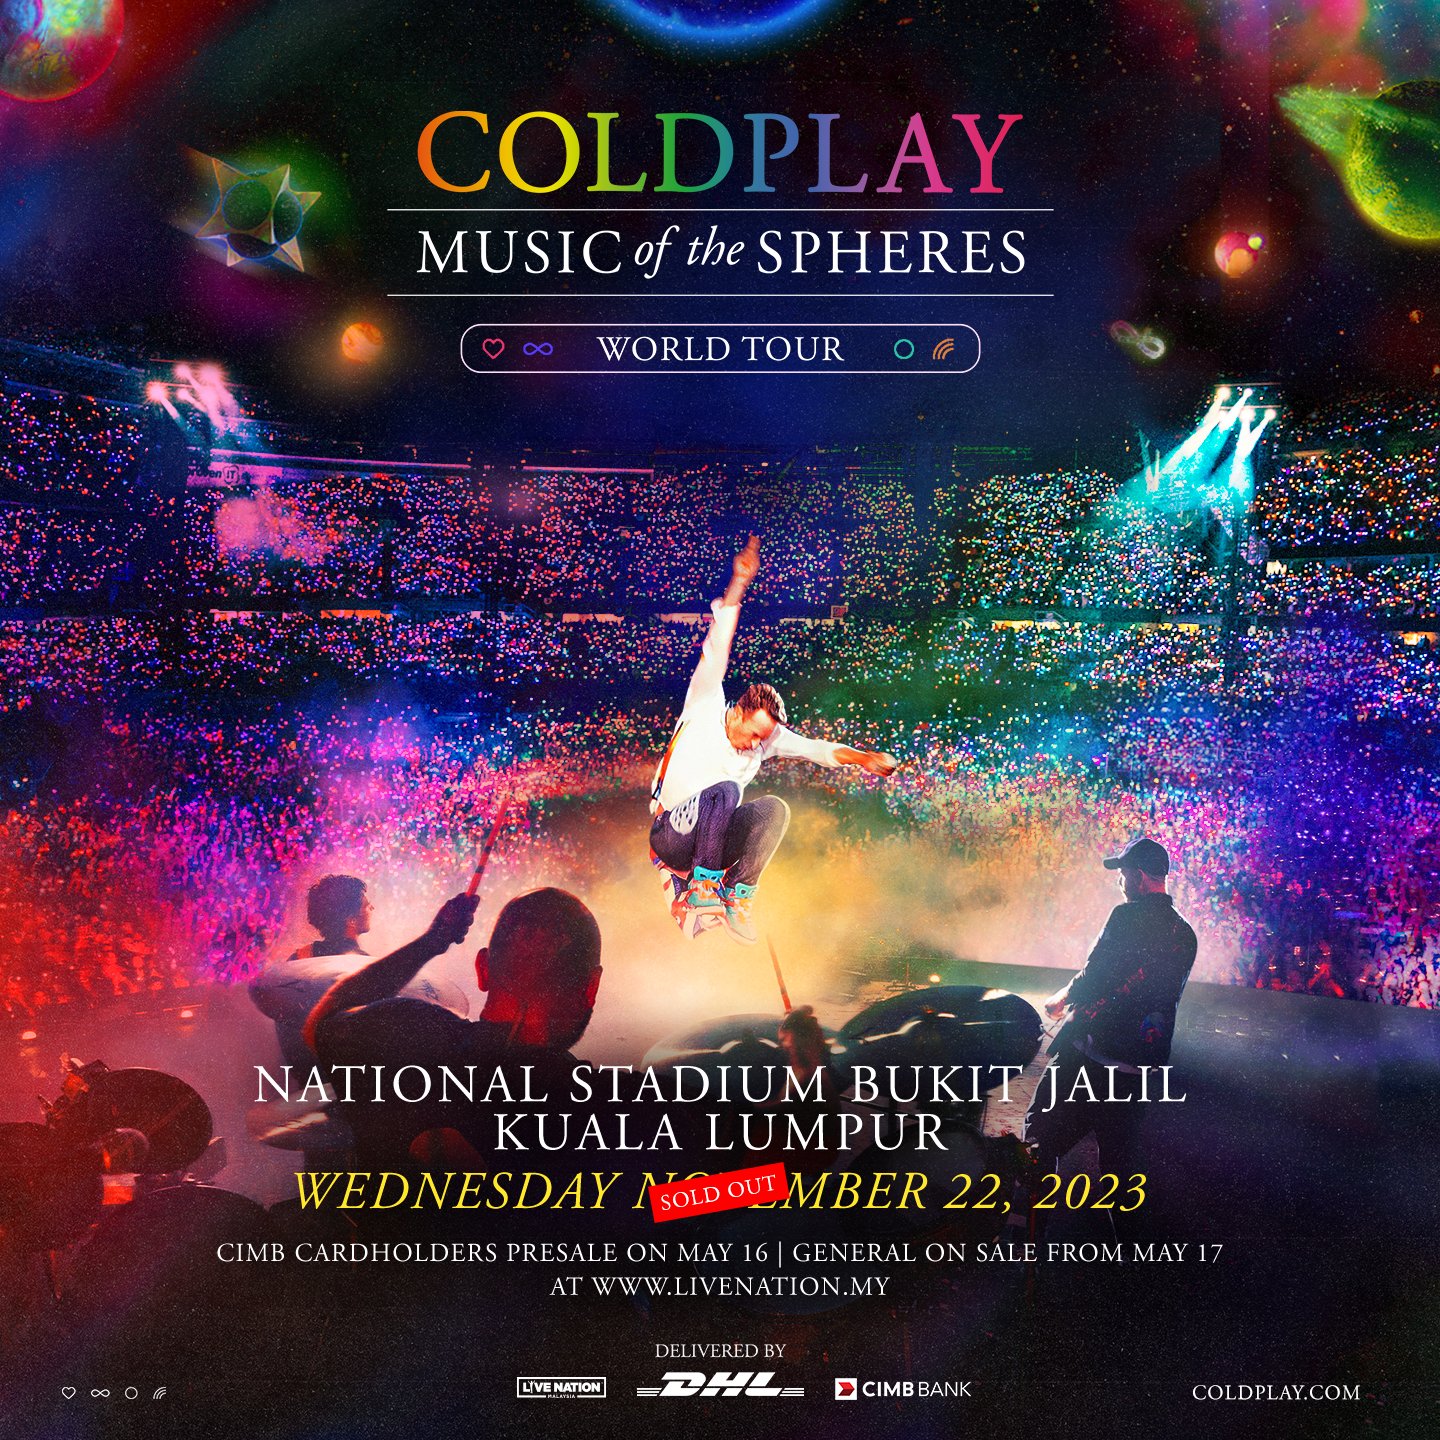 COLDPLAY
MUSIC of the SPHERES
WORLD TOUR
NATIONAL STADIUM BUKIT JALIL
KUALA LUMPUR
WEDNESDAY NOVEMBER 22, 2023
SOLD OUT
CIMB CARDHOLDERS PRESALE ON MAY 16 | GENERAL ON SALE FROM MAY 17
AT WWW.LIVENATION.MY
DELIVERED BY
LIVE NATION
MALAYSIA
DHL
CIMB BANK
COLDPLAY.COM